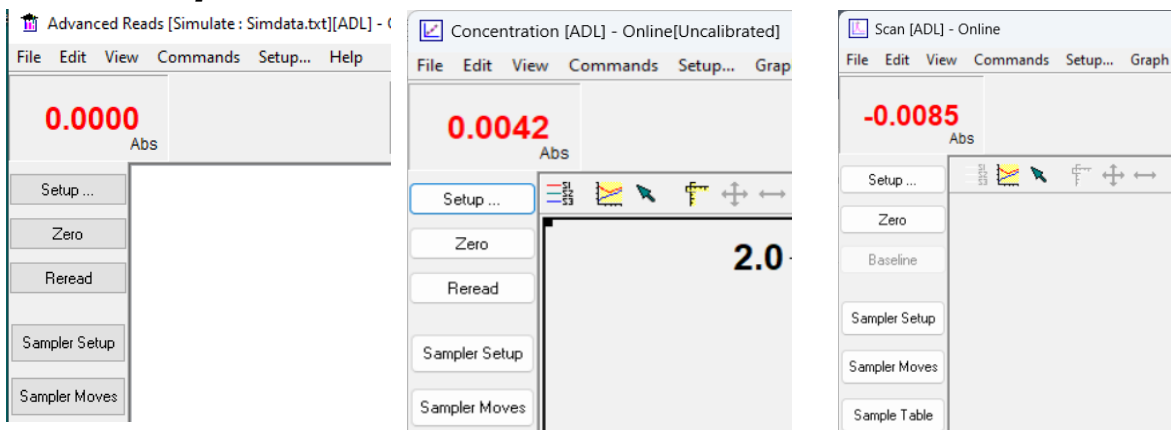 Advanced Reads [Simulate : Simdata.txt][ADL] -
File Edit View Commands Setup... Help
0.0000
Abs
Setup ...
Zero
Reread
Sampler Setup
Sampler Moves
Concentration [ADL] - Online[Uncalibrated]
File Edit View Commands Setup... Grap
0.0042
Abs
Setup ...
2.0
Zero
Reread
Sampler Setup
Sampler Moves
Scan [ADL] - Online
File Edit View Commands Setup... Graph
-0.0085
Abs
Setup ...
Zero
Baseline
Sampler Setup
Sampler Moves
Sample Table